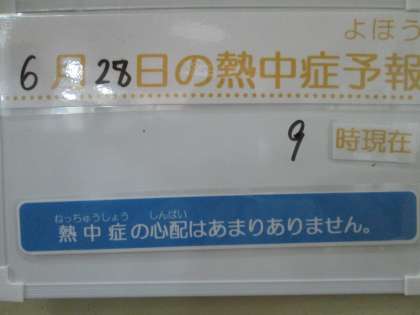 よほう
6月28日の熱中症予報
9時現在
ねっちゅうしょう しんぱい
熱中症の心配はあまりありません。